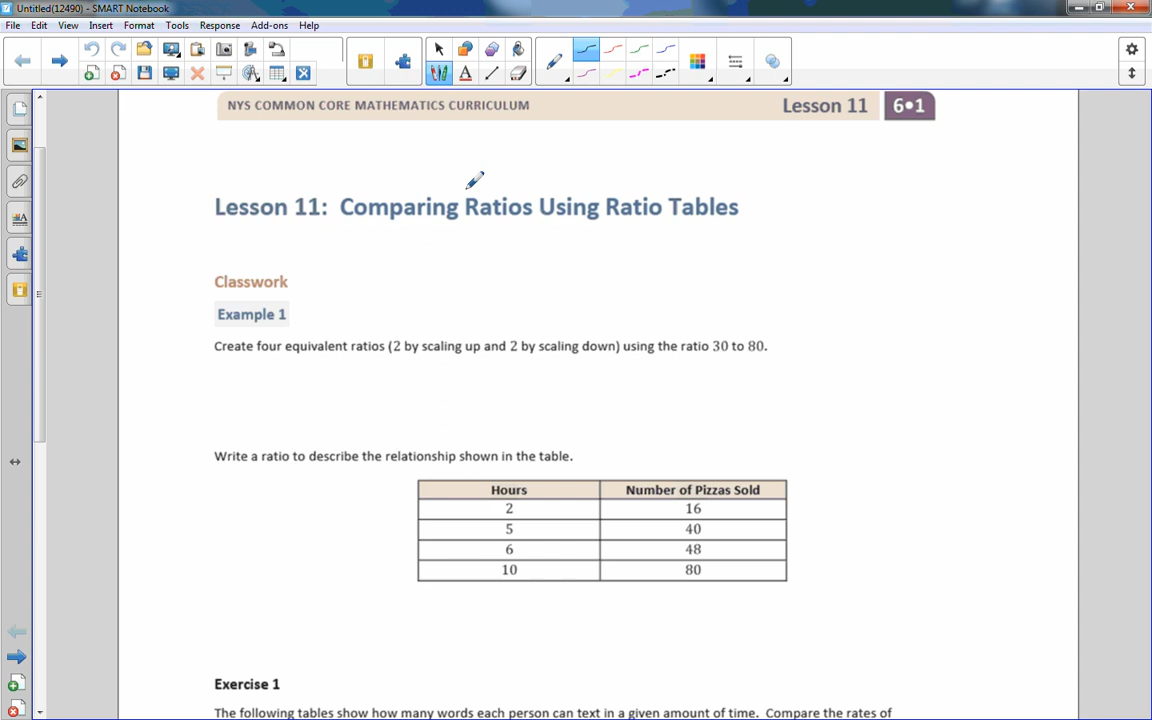 Untitled(12490) - SMART Notebook
File Edit View Insert Format Tools Response Add-ons Help
NYS COMMON CORE MATHEMATICS CURRICULUM Lesson 11 6•1
Lesson 11: Comparing Ratios Using Ratio Tables
Classwork
Example 1
Create four equivalent ratios (2 by scaling up and 2 by scaling down) using the ratio 30 to 80.
Write a ratio to describe the relationship shown in the table.
Hours Number of Pizzas Sold
2 16
5 40
6 48
10 80
Exercise 1
The following tables show how many words each person can text in a given amount of time. Compare the rates of